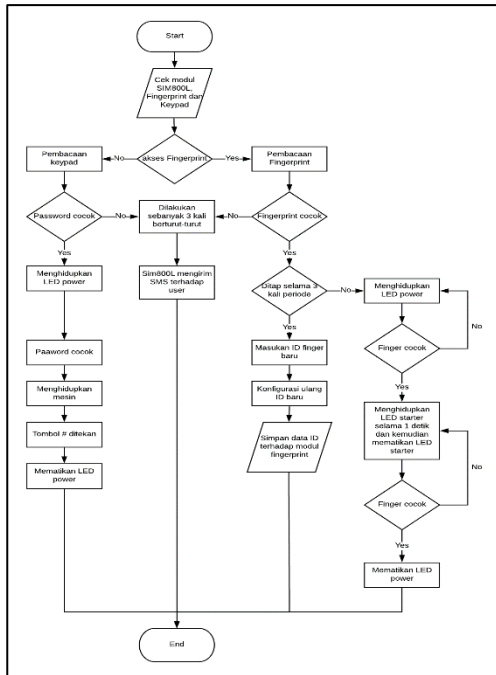 Start
Cek modul
SIM800L,
Fingerprint dan
Keypad
akses Fingerprint
No
Yes
Pembacaan
keypad
Pembacaan
Fingerprint
Password cocok
No
Dilakukan
sebanyak 3 kali
berturut-turut
No
Fingerprint cocok
Yes
Yes
Menghidupkan
LED power
Sim800L mengirim
SMS terhadap
user
Ditap selama 3
kali periode
No
Menghidupkan
LED power
No
Yes
Paaword cocok
Masukan ID finger
baru
Finger cocok
Yes
Menghidupkan
mesin
Konfigurasi ulang
ID baru
Menghidupkan
LED starter
selama 1 detik
dan kemudian
mematikan LED
starter
No
Tombol # ditekan
Simpan data ID
terhadap modul
fingerprint
Mematikan LED
power
Finger cocok
Yes
Mematikan LED
power
End